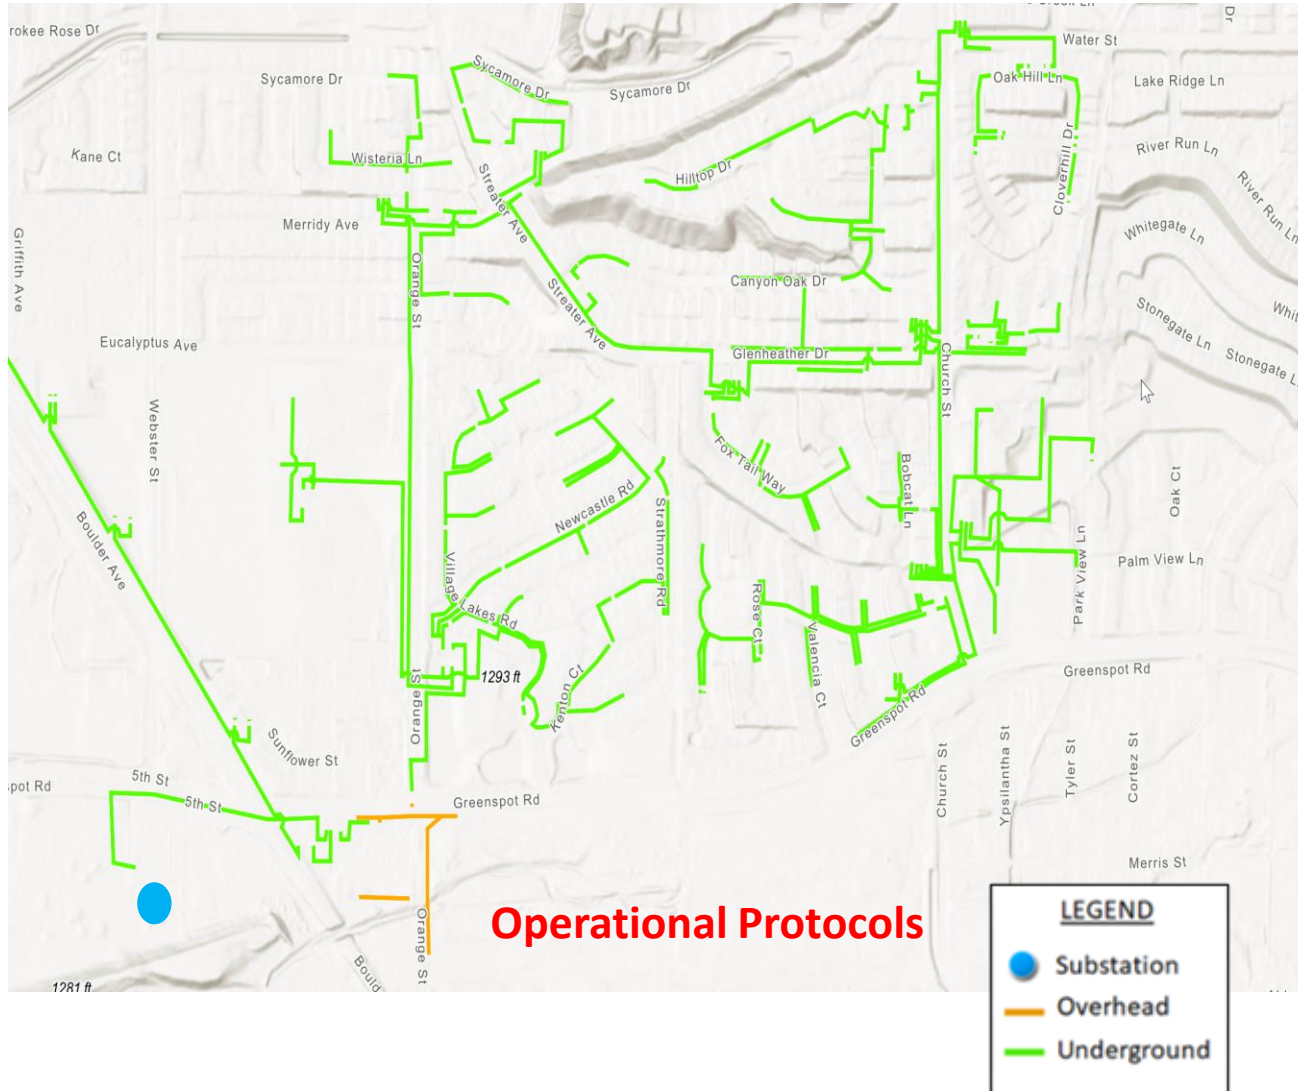 Creek Ln
Dr
rokee Rose Dr
Water St
Sycamore Dr
Sycamore Dr
Sycamore Dr
Oak Hill Ln
Lake Ridge Ln
Kane Ct
Wisteria Ln
River Run Ln
Hilltop Dr
Cloverhill Dr
River Run Ln
Streater Ave
Merridy Ave
Whitegate Ln
Griffith Ave
Orange St
Canyon Oak Dr
Streater Ave
Whit
Stonegate Ln
Eucalyptus Ave
Glenheather Dr
Stonegate L
Church St
Webster St
Fox Tail Way
Bobcat Ln
Oak Ct
Newcastle Rd
Strathmore Rd
Boulder Ave
Village Lakes Rd
Palm View Ln
Park View Ln
Rose Ct
Valencia Ct
1293 ft
Kenton Ct
Orange St
Greenspot Rd
Greenspot Rd
Sunflower St
Church St
Ypsilantha St
Tyler St
Cortez St
5th St
pot Rd
5th St
Greenspot Rd
Merris St
Operational Protocols
Orange St
Bould
1281 ft
LEGEND
Substation
Overhead
Underground